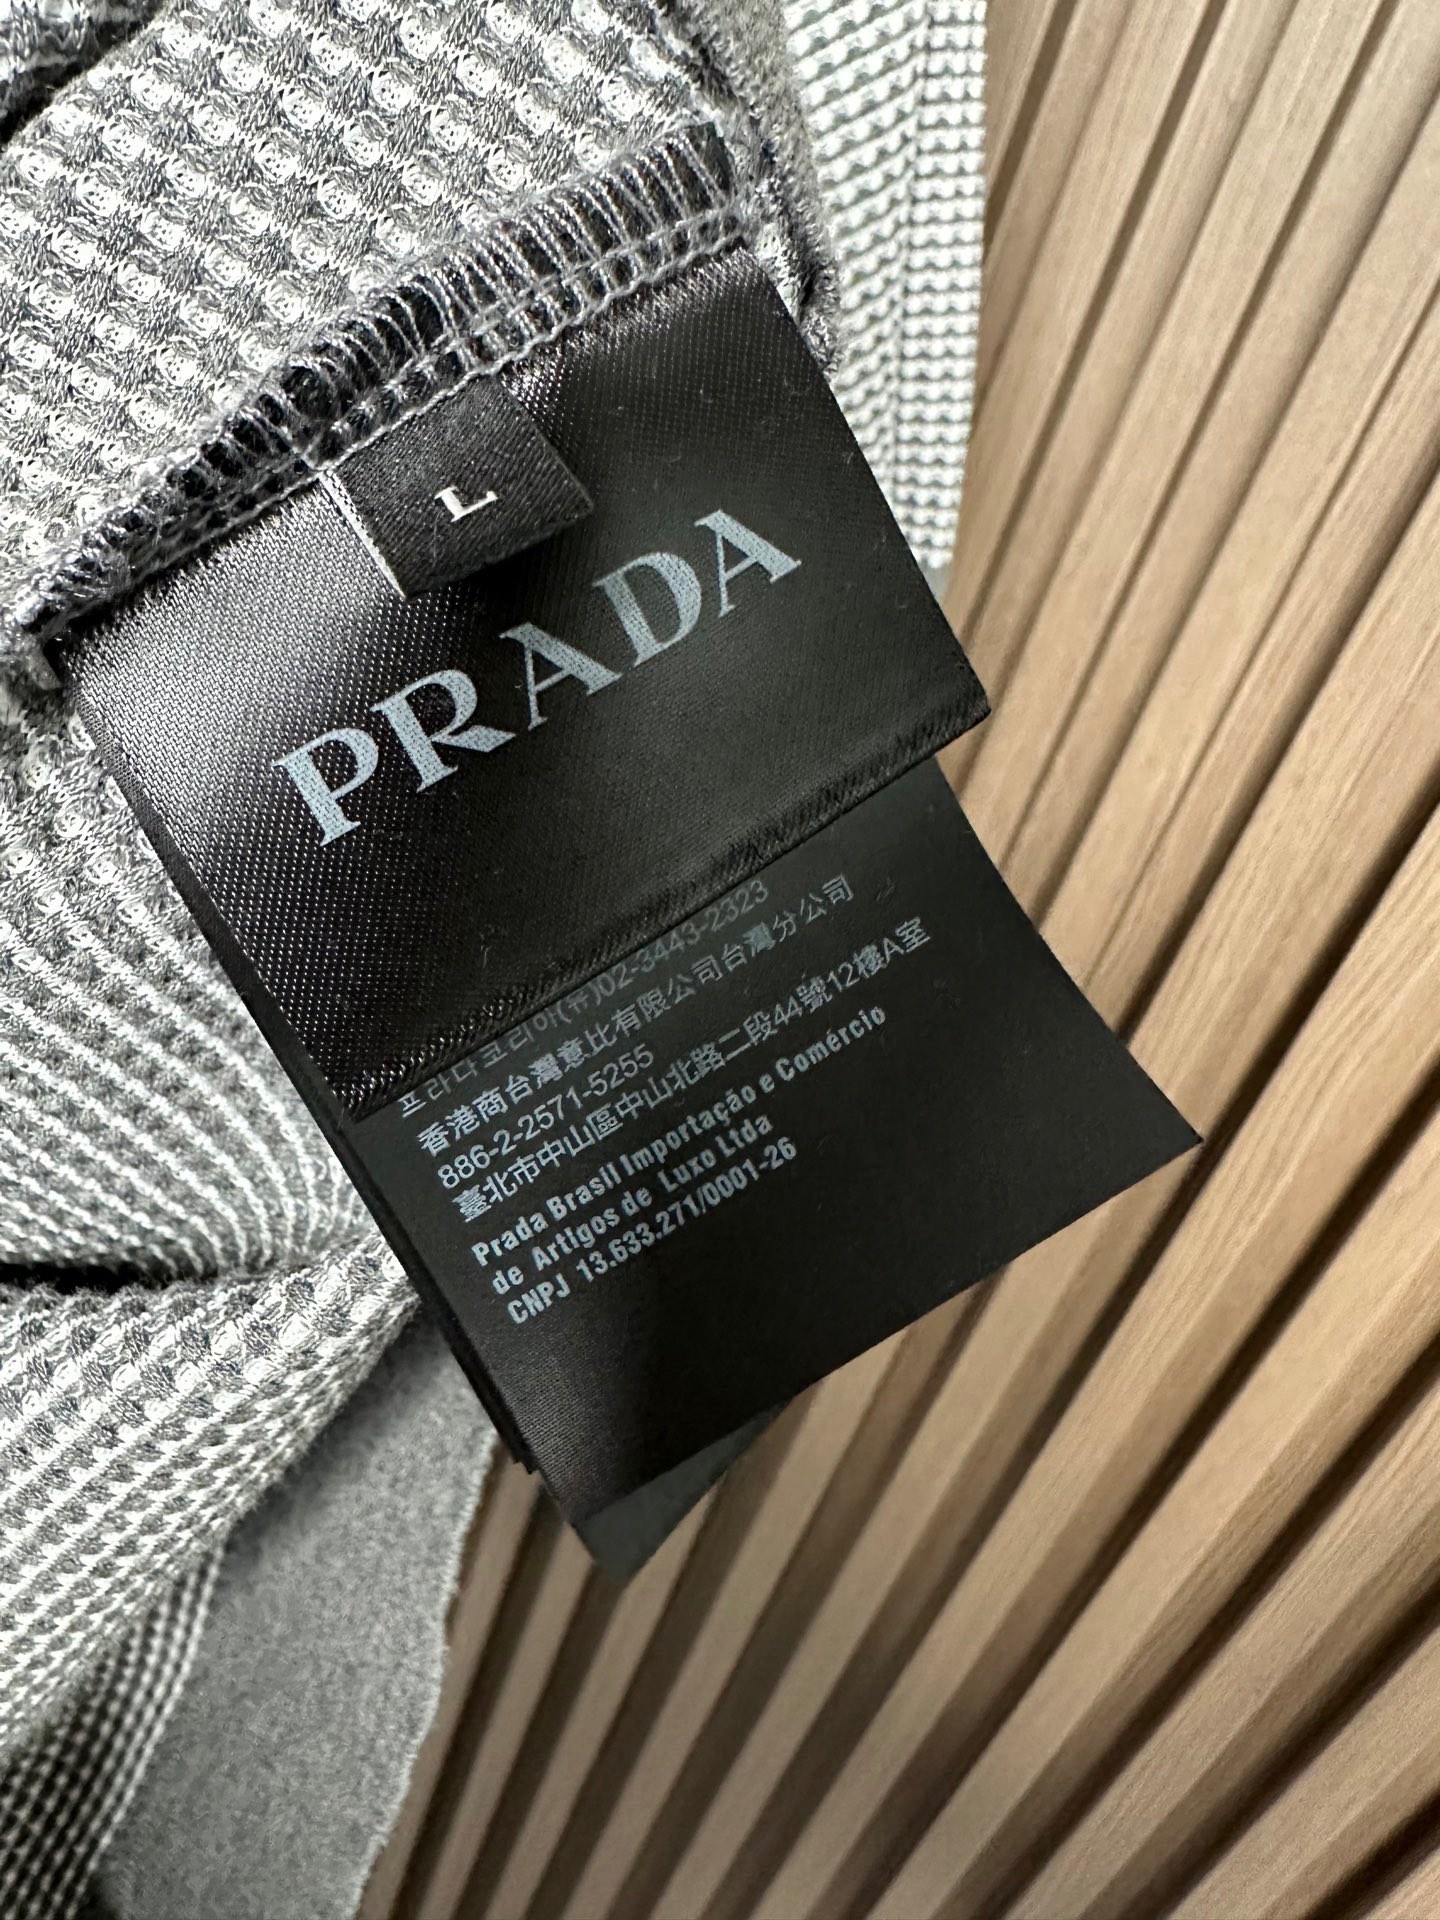 L
PRADA
프라다코리아(유)02-3443-2323
香港商台灣意比有限公司台灣分公司
886-2-2571-5255
臺北市中山區中山北路二段44號12樓A室
Prada Brasil Importação e Comércio
de Artigos de Luxo Ltda
CNPJ 13.633.271/0001-26